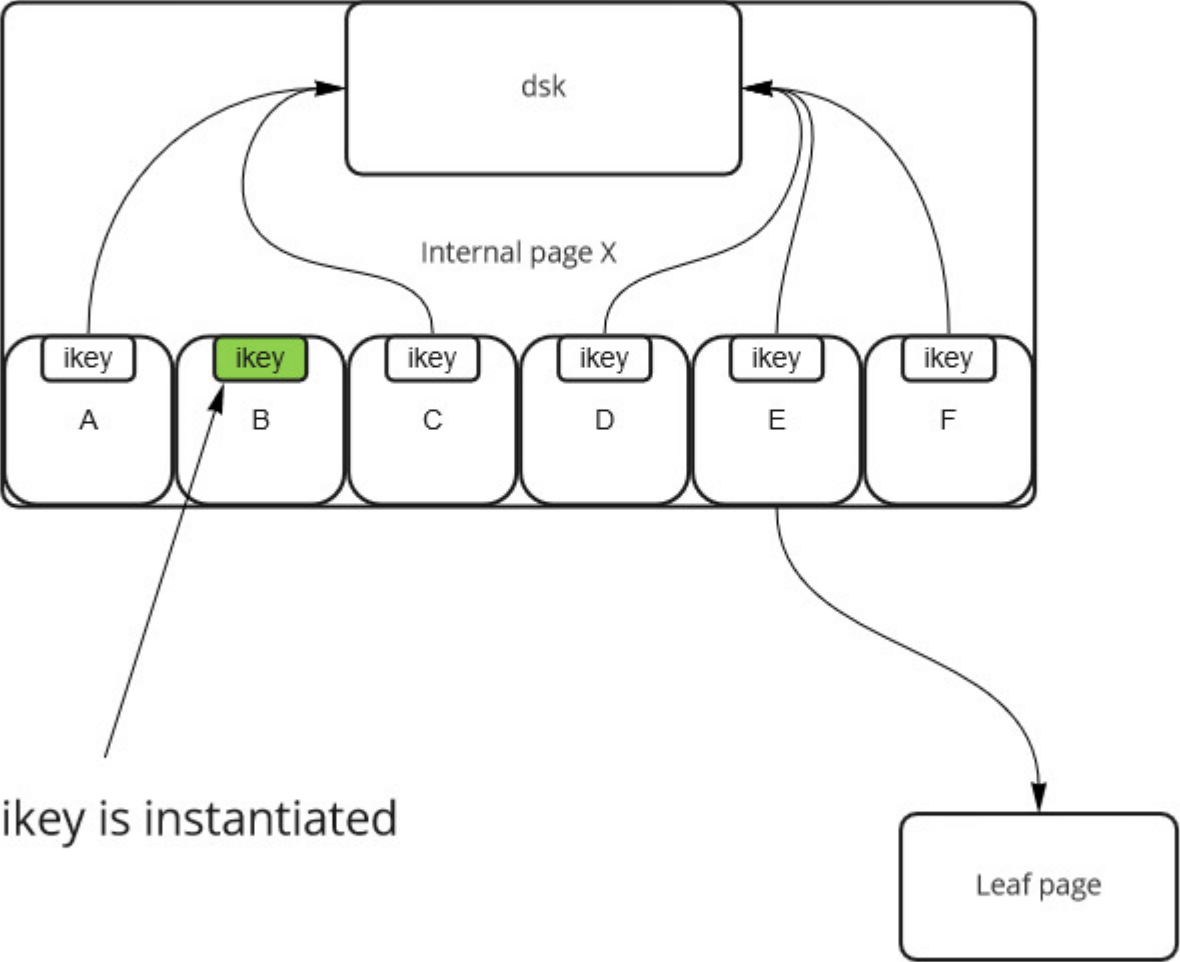 dsk
Internal page X
ikey
ikey
ikey
ikey
ikey
ikey
A
B
C
D
E
F
ikey is instantiated
Leaf page